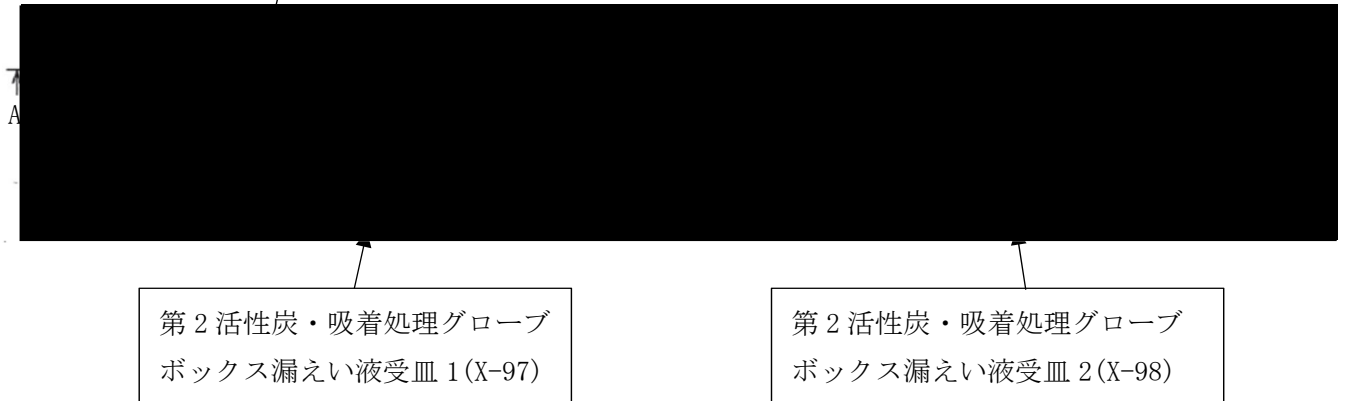 A
第2活性炭・吸着処理グローブ
ボックス漏えい液受皿 1(X-97)
第2活性炭・吸着処理グローブ
ボックス漏えい液受皿 2(X-98)